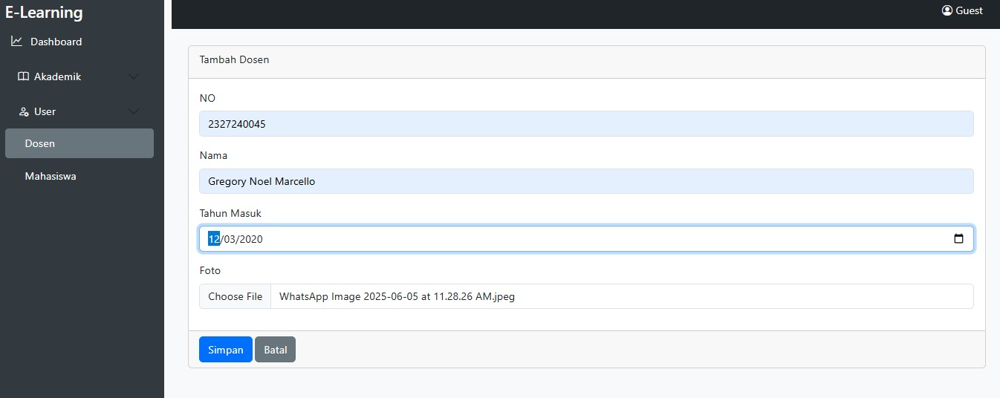 E-Learning
Guest
Dashboard
Akademik
User
Dosen
Mahasiswa
Tambah Dosen
NO
2327240045
Nama
Gregory Noel Marcello
Tahun Masuk
12/03/2020
Foto
Choose File WhatsApp Image 2025-06-05 at 11.28.26 AM.jpeg
Simpan Batal